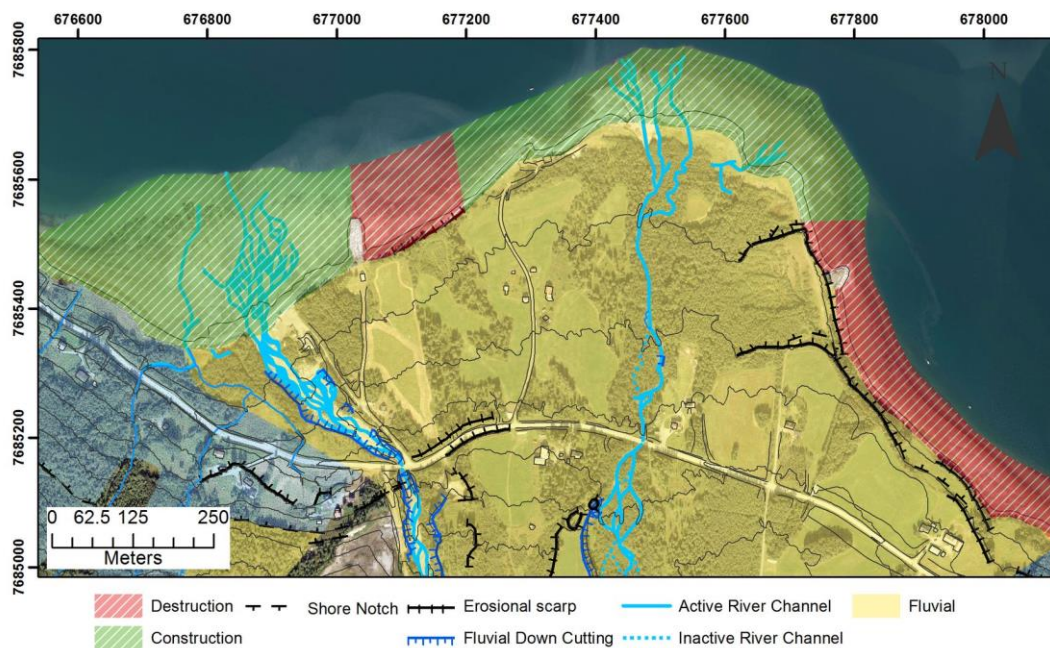 676600 676800 677000 677200 677400 677600 677800 678000
7685800
7685600
7685400
7685200
7685000
N
0 62.5 125 250
Meters
Destruction Shore Notch Erosional scarp Active River Channel Fluvial
Construction Fluvial Down Cutting Inactive River Channel